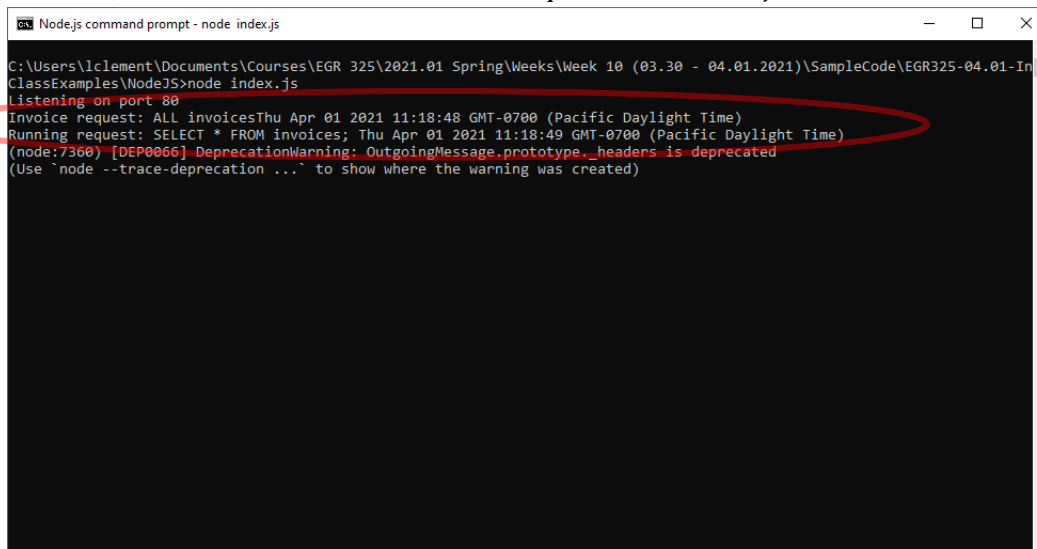 Node.js command prompt - node index.js
C:\Users\lclement\Documents\Courses\EGR 325\2021.01 Spring\Weeks\Week 10 (03.30 - 04.01.2021)\SampleCode\EGR325-04.01-In
ClassExamples\NodeJS>node index.js
Listening on port 80
Invoice request: ALL invoicesThu Apr 01 2021 11:18:48 GMT-0700 (Pacific Daylight Time)
Running request: SELECT * FROM invoices; Thu Apr 01 2021 11:18:49 GMT-0700 (Pacific Daylight Time)
(node:7360) [DEP0066] DeprecationWarning: OutgoingMessage.prototype._headers is deprecated
(Use `node --trace-deprecation ...` to show where the warning was created)